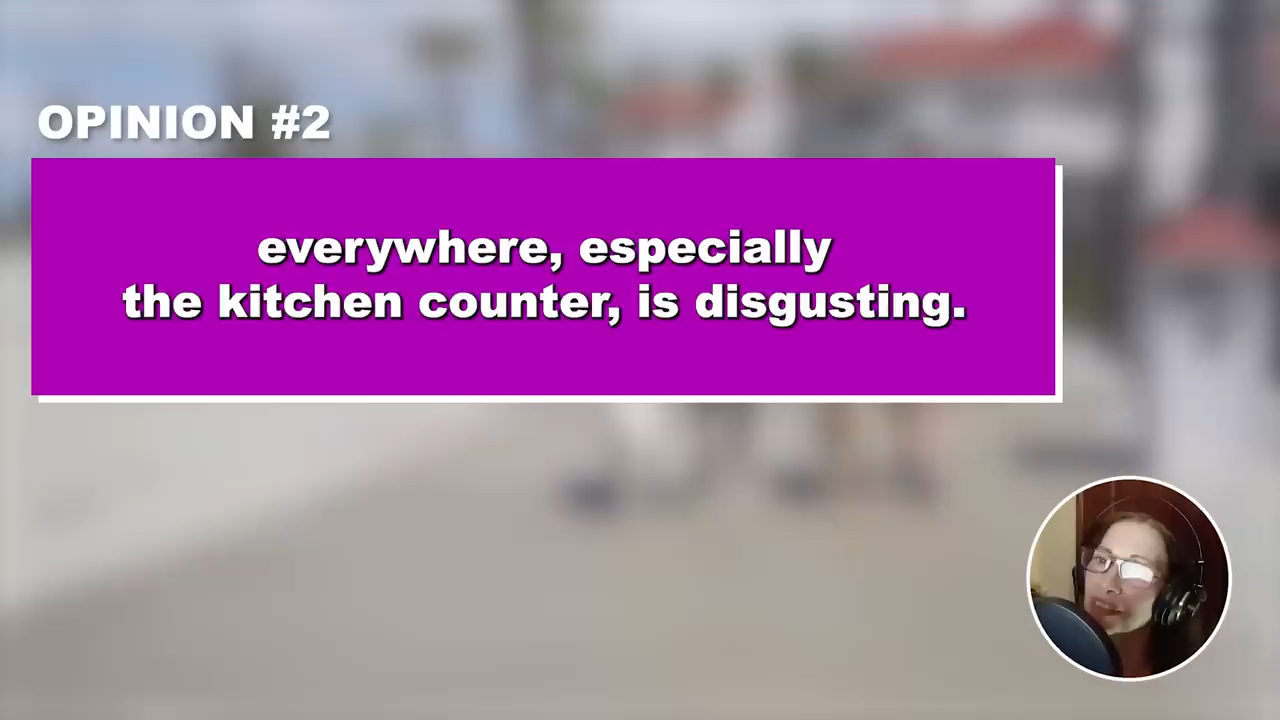 OPINION #2
everywhere, especially
the kitchen counter, is disgusting.